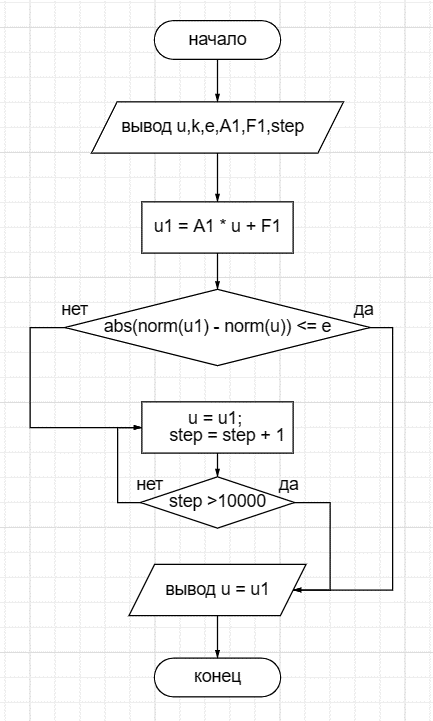 начало
вывод u,k,e,A1,F1,step
u1 = A1 * u + F1
нет
да
abs(norm(u1) - norm(u)) <= e
u = u1;
step = step + 1
нет
да
step >10000
вывод u = u1
конец